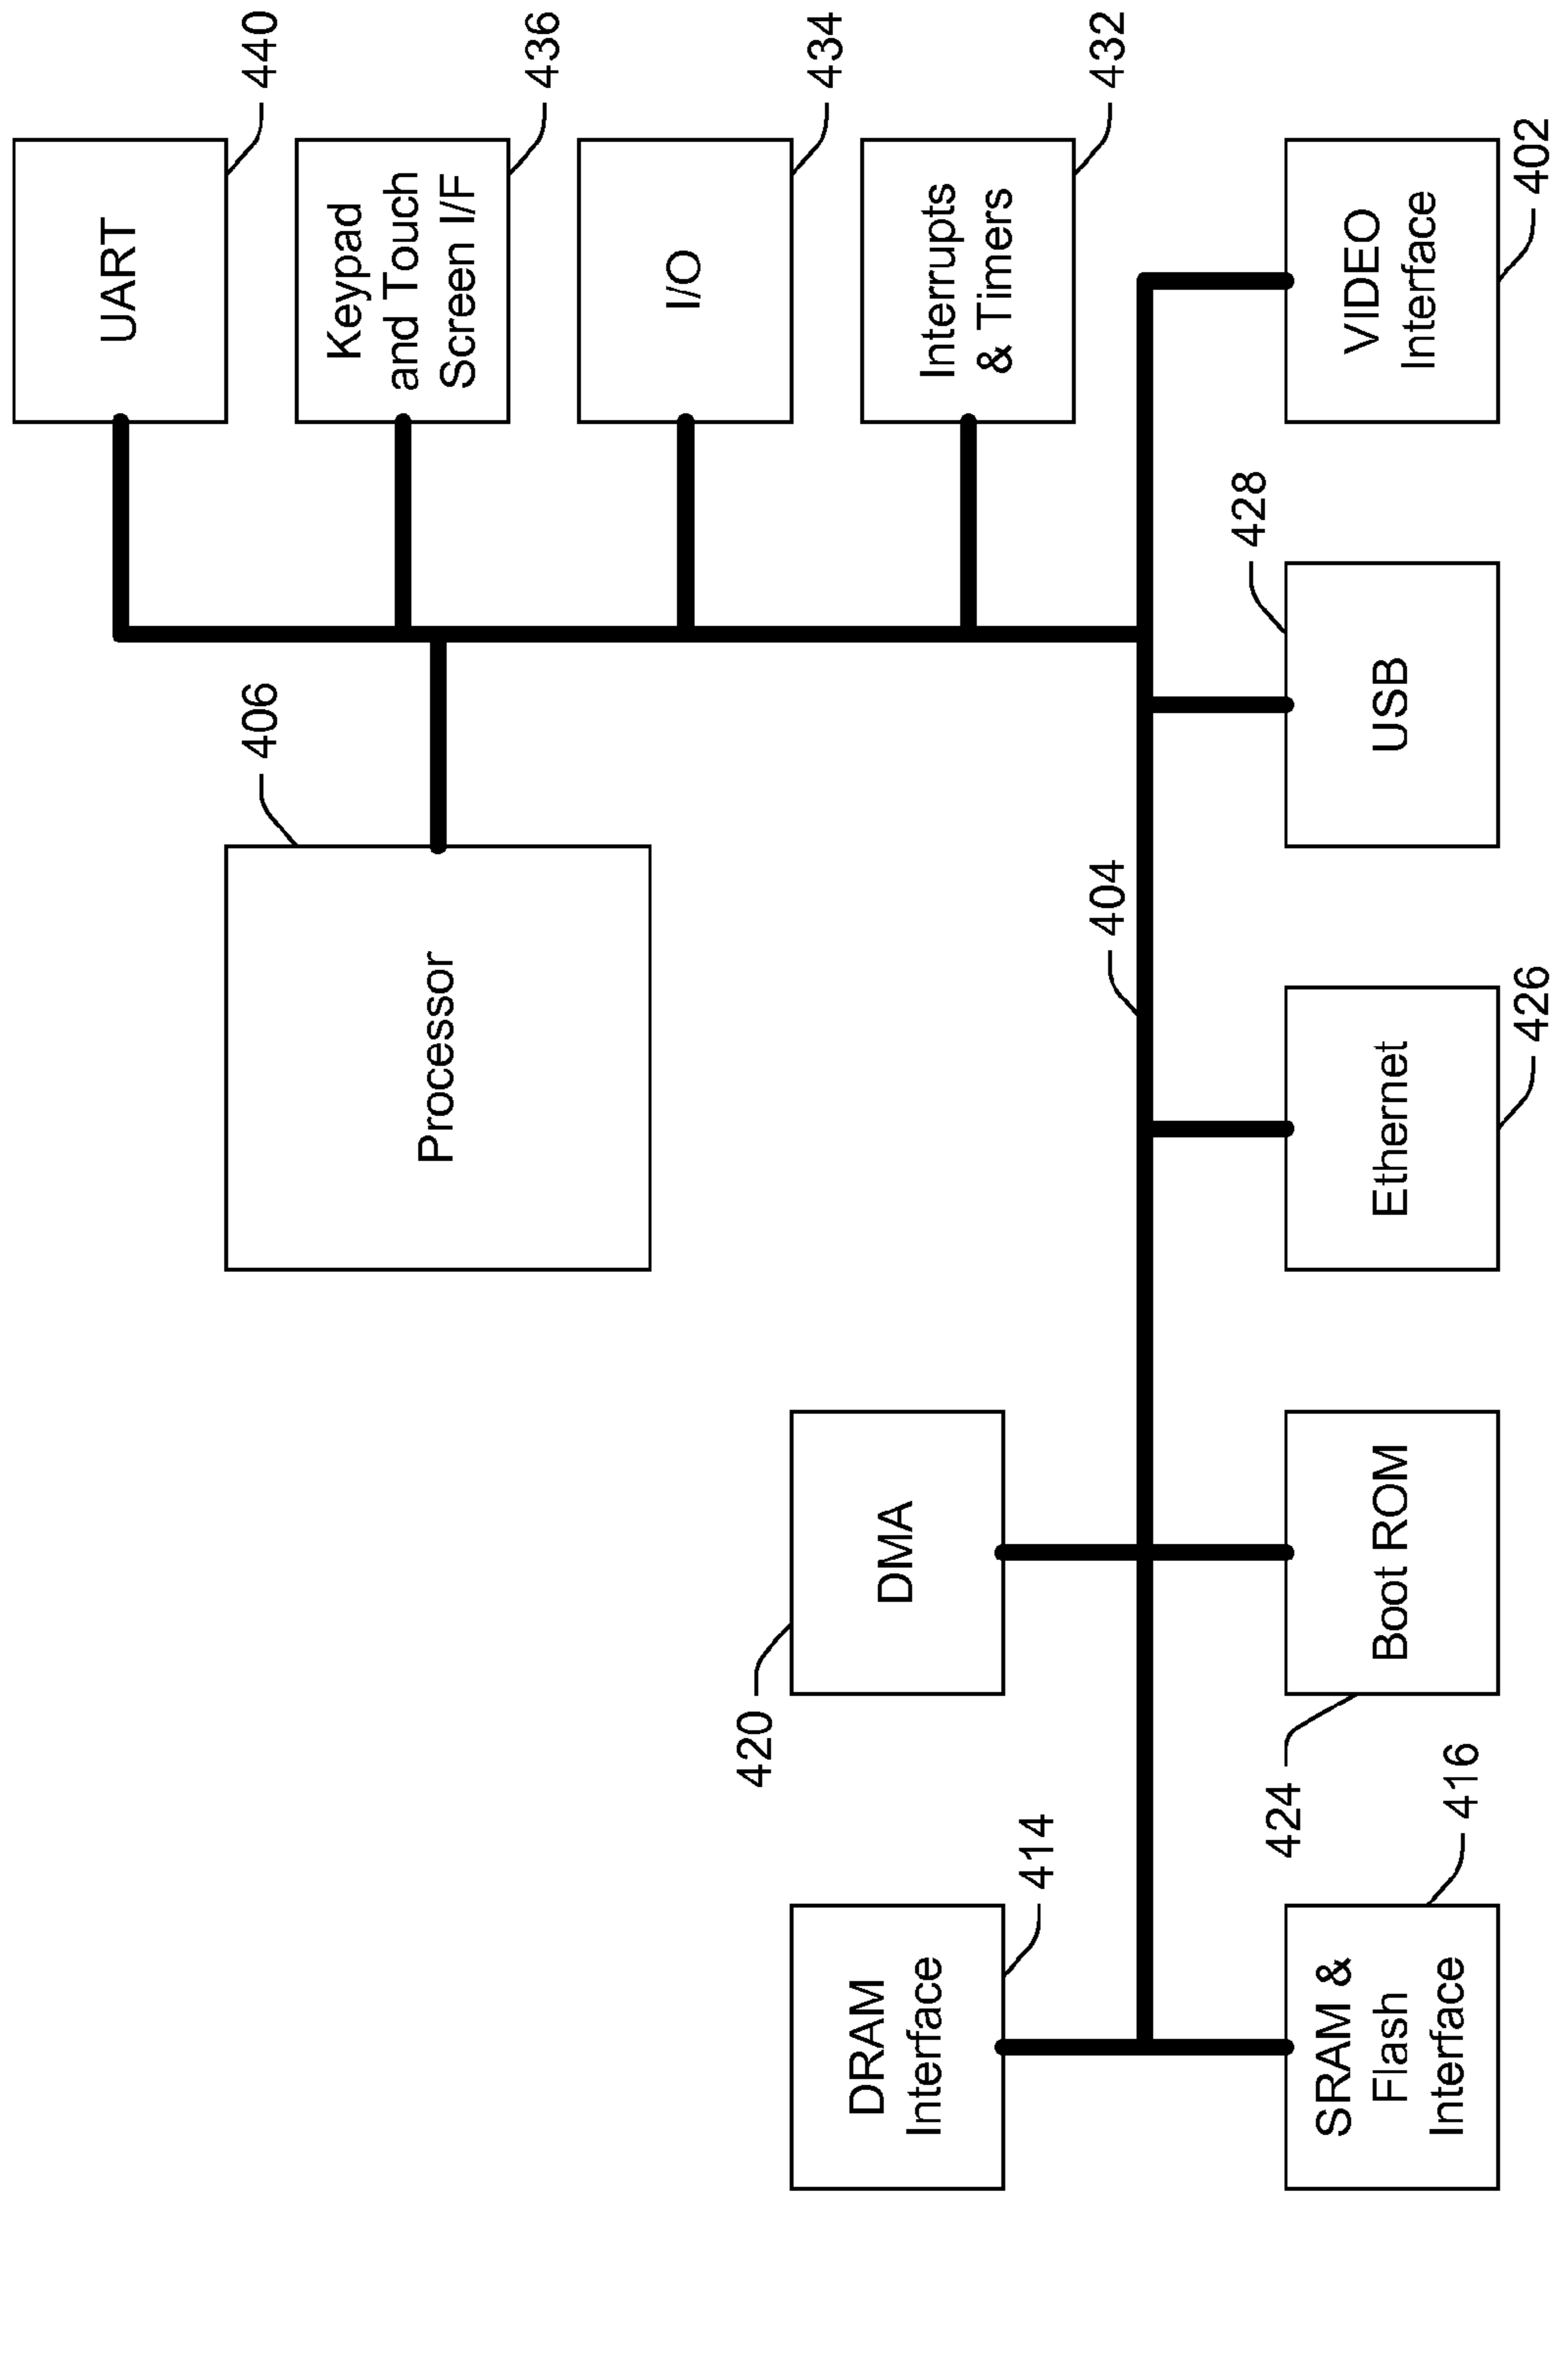 UART
440
Keypad
and Touch
Screen I/F
436
I/O
434
Interrupts
& Timers
432
Processor
406
404
DRAM
Interface
414
DMA
420
SRAM &
Flash
Interface
416
Boot ROM
424
Ethernet
426
USB
428
VIDEO
Interface
402